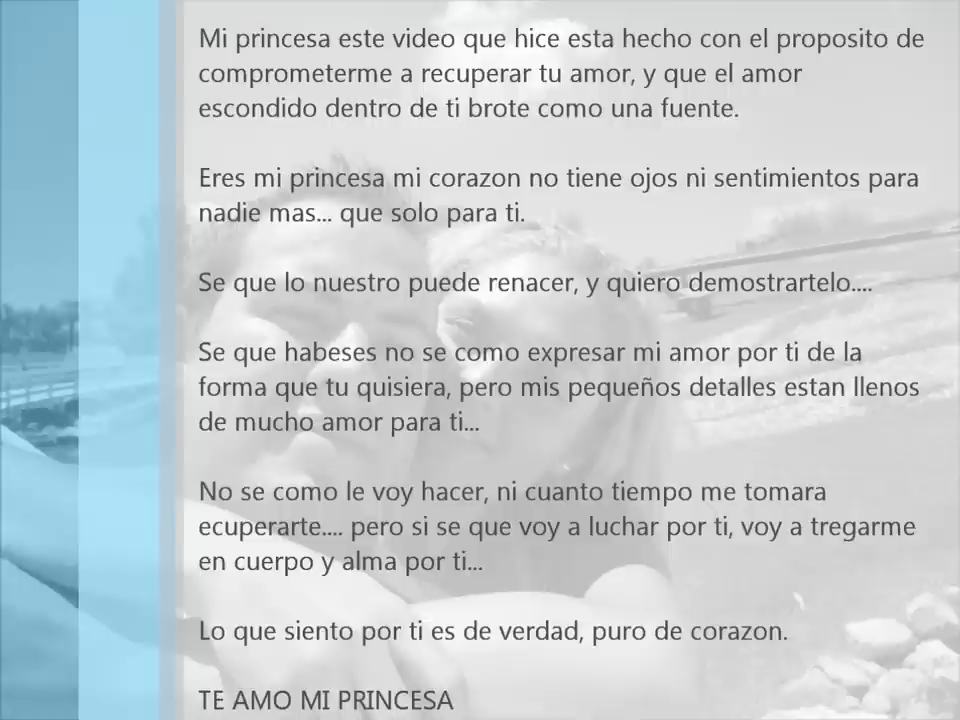 Mi princesa este video que hice esta hecho con el proposito de
comprometerme a recuperar tu amor, y que el amor
escondido dentro de ti brote como una fuente.
Eres mi princesa mi corazon no tiene ojos ni sentimientos para
nadie mas... que solo para ti.
Se que lo nuestro puede renacer, y quiero demostrartelo....
Se que habeses no se como expresar mi amor por ti de la
forma que tu quisiera, pero mis pequeños detalles estan llenos
de mucho amor para ti...
No se como le voy hacer, ni cuanto tiempo me tomara
ecuperarte.... pero si se que voy a luchar por ti, voy a tregarme
en cuerpo y alma por ti...
Lo que siento por ti es de verdad, puro de corazon.
TE AMO MI PRINCESA